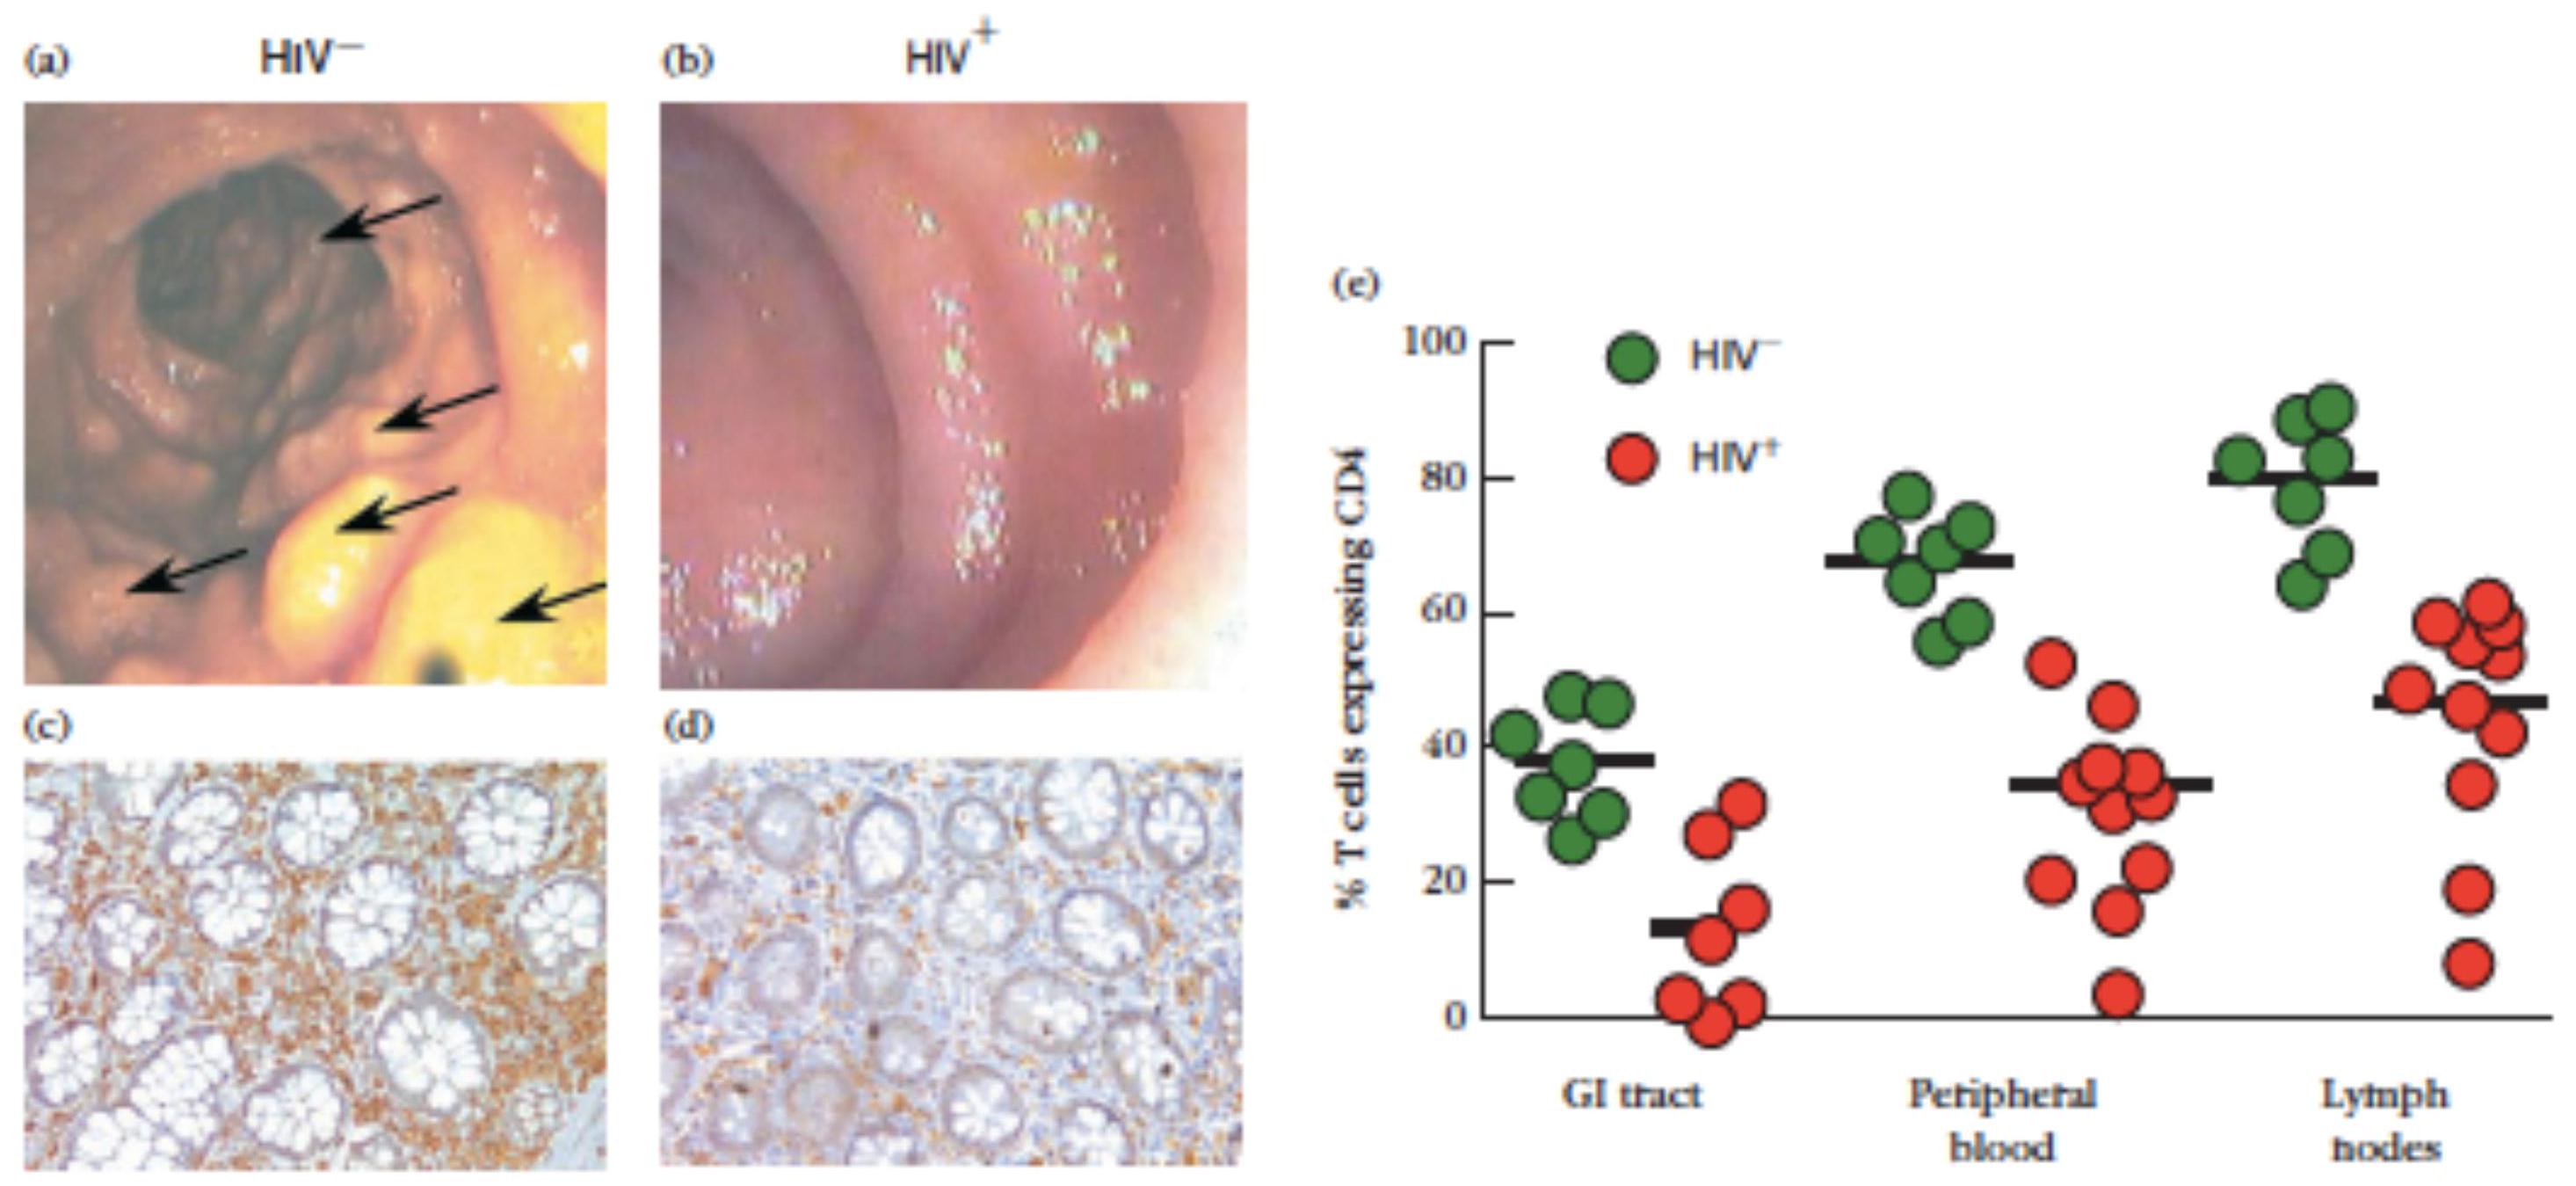 (a) HIV−
(b) HIV+
(c)
(d)
(e)
100
80
60
40
20
0
HIV−
HIV+
% T cells expressing CD4
GI tract
Peripheral
blood
Lymph
nodes